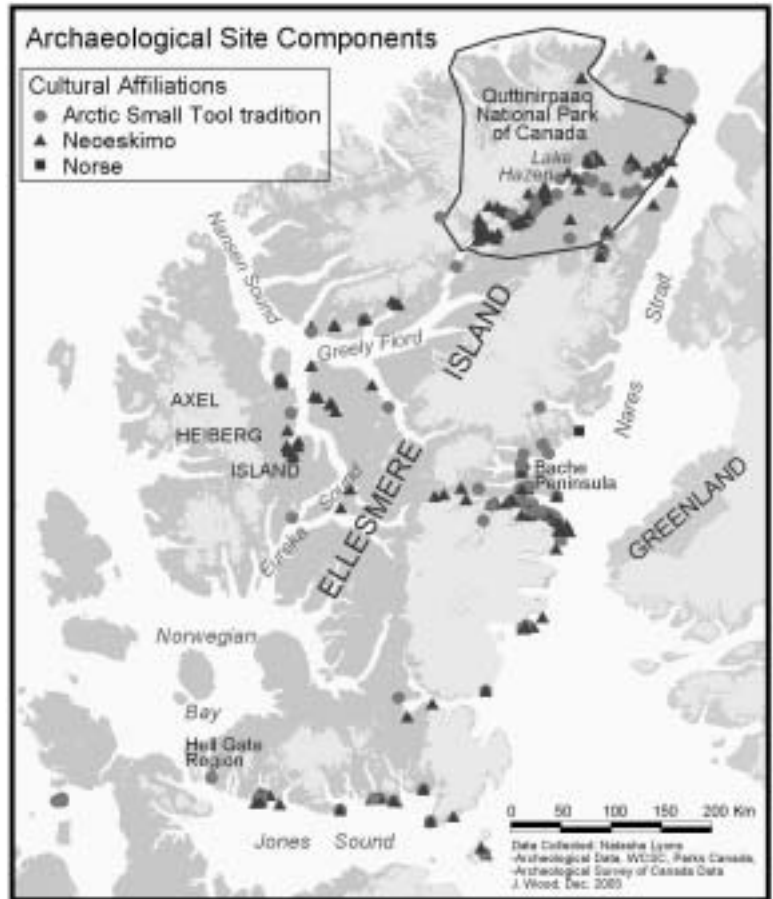 Archaeological Site Components
Cultural Affiliations
Arctic Small Tool tradition
Neoeskimo
Norse
Quttinirpaaq
National Park
of Canada
Lake
Hazen
Nansen Sound
Greely Fiord
ISLAND
Strait
Nares
AXEL
HEIBERG
ISLAND
Bache
Peninsula
GREENLAND
Eureka Sound
ELLESMERE
Norwegian
Bay
Hell Gate
Region
Jones Sound
0 50 100 150 200 Km
Data Collected: Natasha Lyons
-Archeological Data, WCSC, Parks Canada,
-Archaeological Survey of Canada Data
J. Wood, Dec. 2003